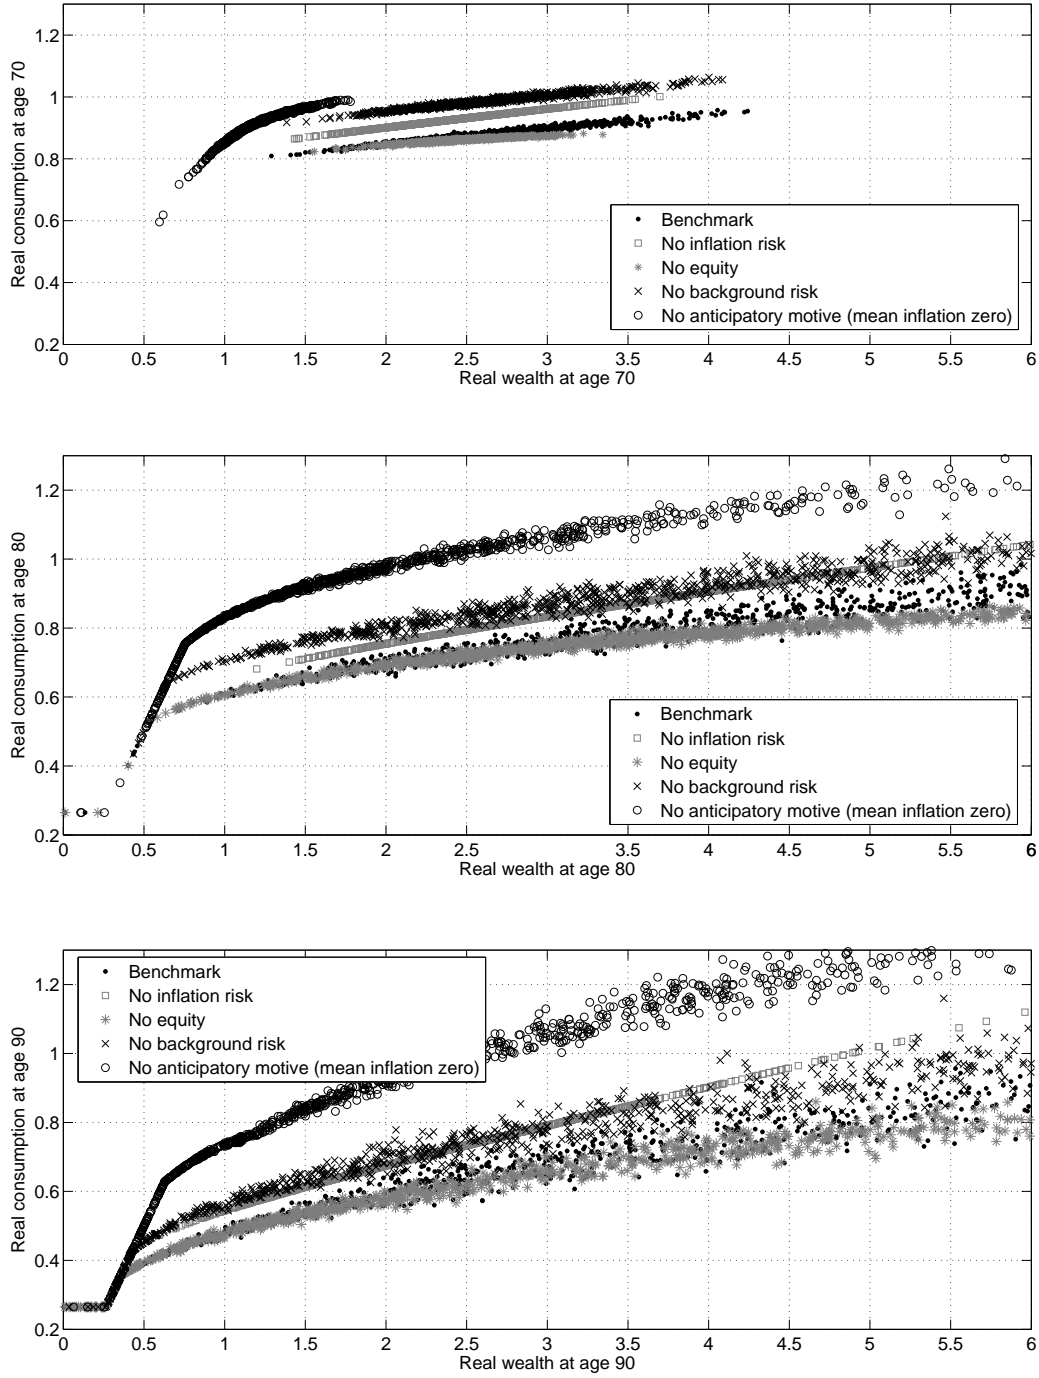 1.2
1
0.8
0.6
0.4
0.2
Real consumption at age 70
Benchmark
No inflation risk
No equity
No background risk
No anticipatory motive (mean inflation zero)
0 0.5 1 1.5 2 2.5 3 3.5 4 4.5 5 5.5 6
Real wealth at age 70
1.2
1
0.8
0.6
0.4
0.2
Real consumption at age 80
Benchmark
No inflation risk
No equity
No background risk
No anticipatory motive (mean inflation zero)
0 0.5 1 1.5 2 2.5 3 3.5 4 4.5 5 5.5 6
Real wealth at age 80
1.2
1
0.8
0.6
0.4
0.2
Real consumption at age 90
Benchmark
No inflation risk
No equity
No background risk
No anticipatory motive (mean inflation zero)
0 0.5 1 1.5 2 2.5 3 3.5 4 4.5 5 5.5 6
Real wealth at age 90